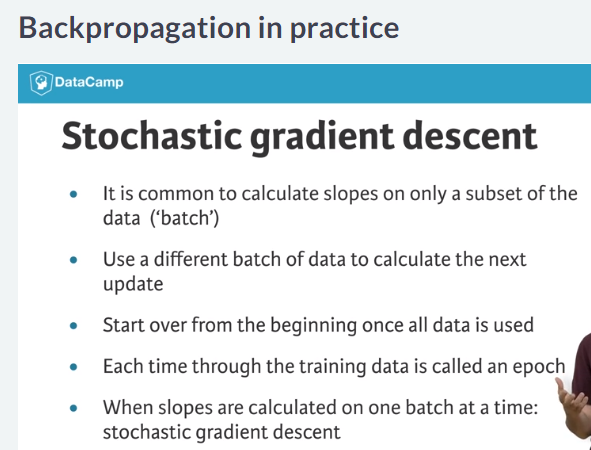 Backpropagation in practice
DataCamp
Stochastic gradient descent
• It is common to calculate slopes on only a subset of the
data (‘batch’)
• Use a different batch of data to calculate the next
update
• Start over from the beginning once all data is used
• Each time through the training data is called an epoch
• When slopes are calculated on one batch at a time:
stochastic gradient descent